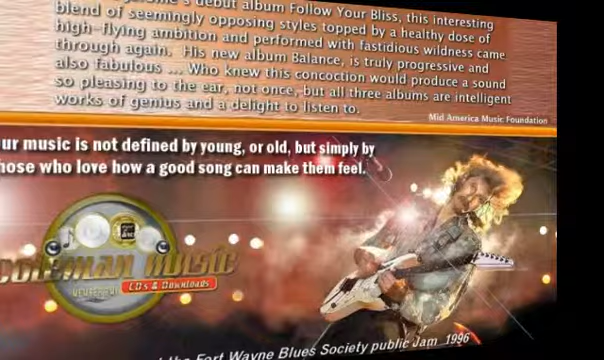 debut album Follow Your Bliss, this interesting
blend of seemingly opposing styles topped by a healthy dose of
high-flying ambition and performed with fastidious wildness came
through again. His new album Balance, is truly progressive and
also fabulous ... Who knew this concoction would produce a sound
so pleasing to the ear, not once, but all three albums are intelligent
works of genius and a delight to listen to.
Mid America Music Foundation
ur music is not defined by young, or old, but simply by
hose who love how a good song can make them feel.
Music
CDs & Downloads
the Fort Wayne Blues Society public Jam 1996